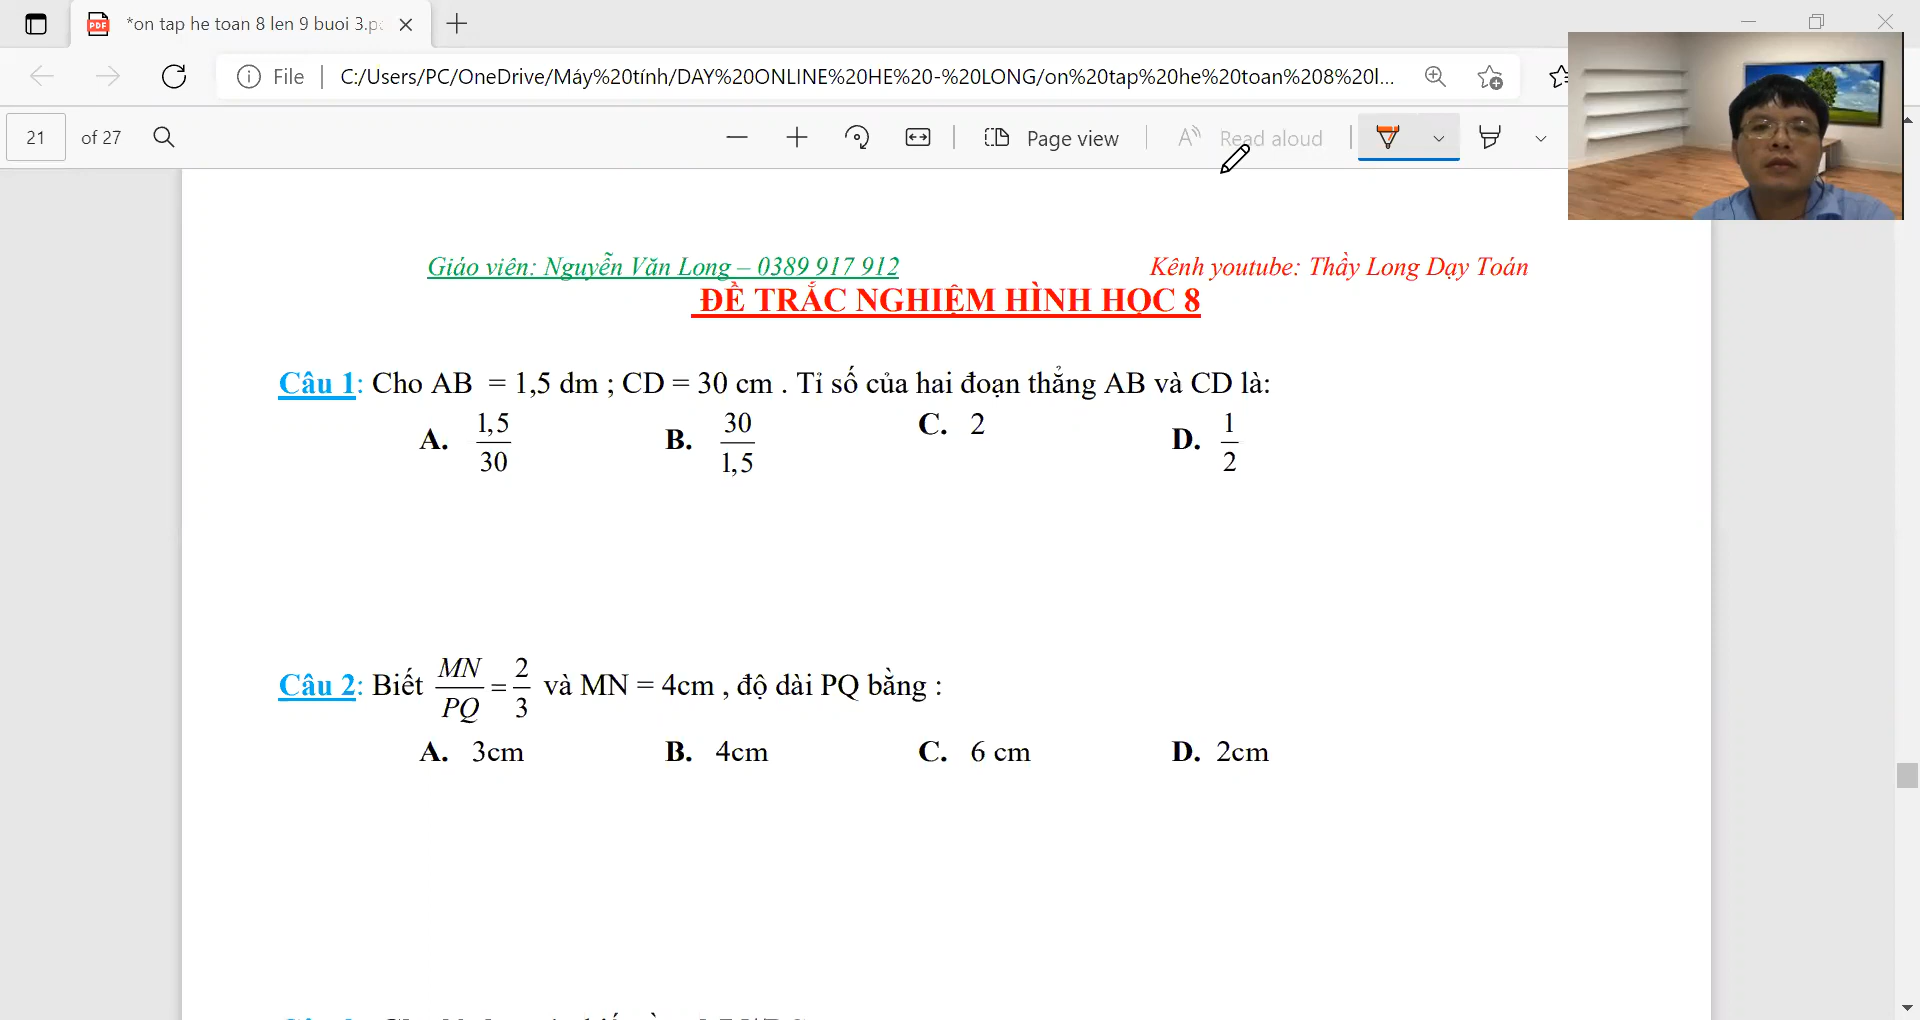 *on tap he toan 8 len 9 buoi 3.p
File
C:/Users/PC/OneDrive/Máy%20tính/DAY%20ONLINE%20HE%20-%20LONG/on%20tap%20he%20toan%208%20l...
21 of 27
Page view
Read aloud
Giáo viên: Nguyễn Văn Long – 0389 917 912
Kênh youtube: Thầy Long Dạy Toán
ĐỀ TRẮC NGHIỆM HÌNH HỌC 8
Câu 1: Cho AB = 1,5 dm ; CD = 30 cm . Tỉ số của hai đoạn thẳng AB và CD là:
A. 1,5/30 B. 30/1,5 C. 2 D. 1/2
Câu 2: Biết MN/PQ = 2/3 và MN = 4cm , độ dài PQ bằng :
A. 3cm B. 4cm C. 6 cm D. 2cm